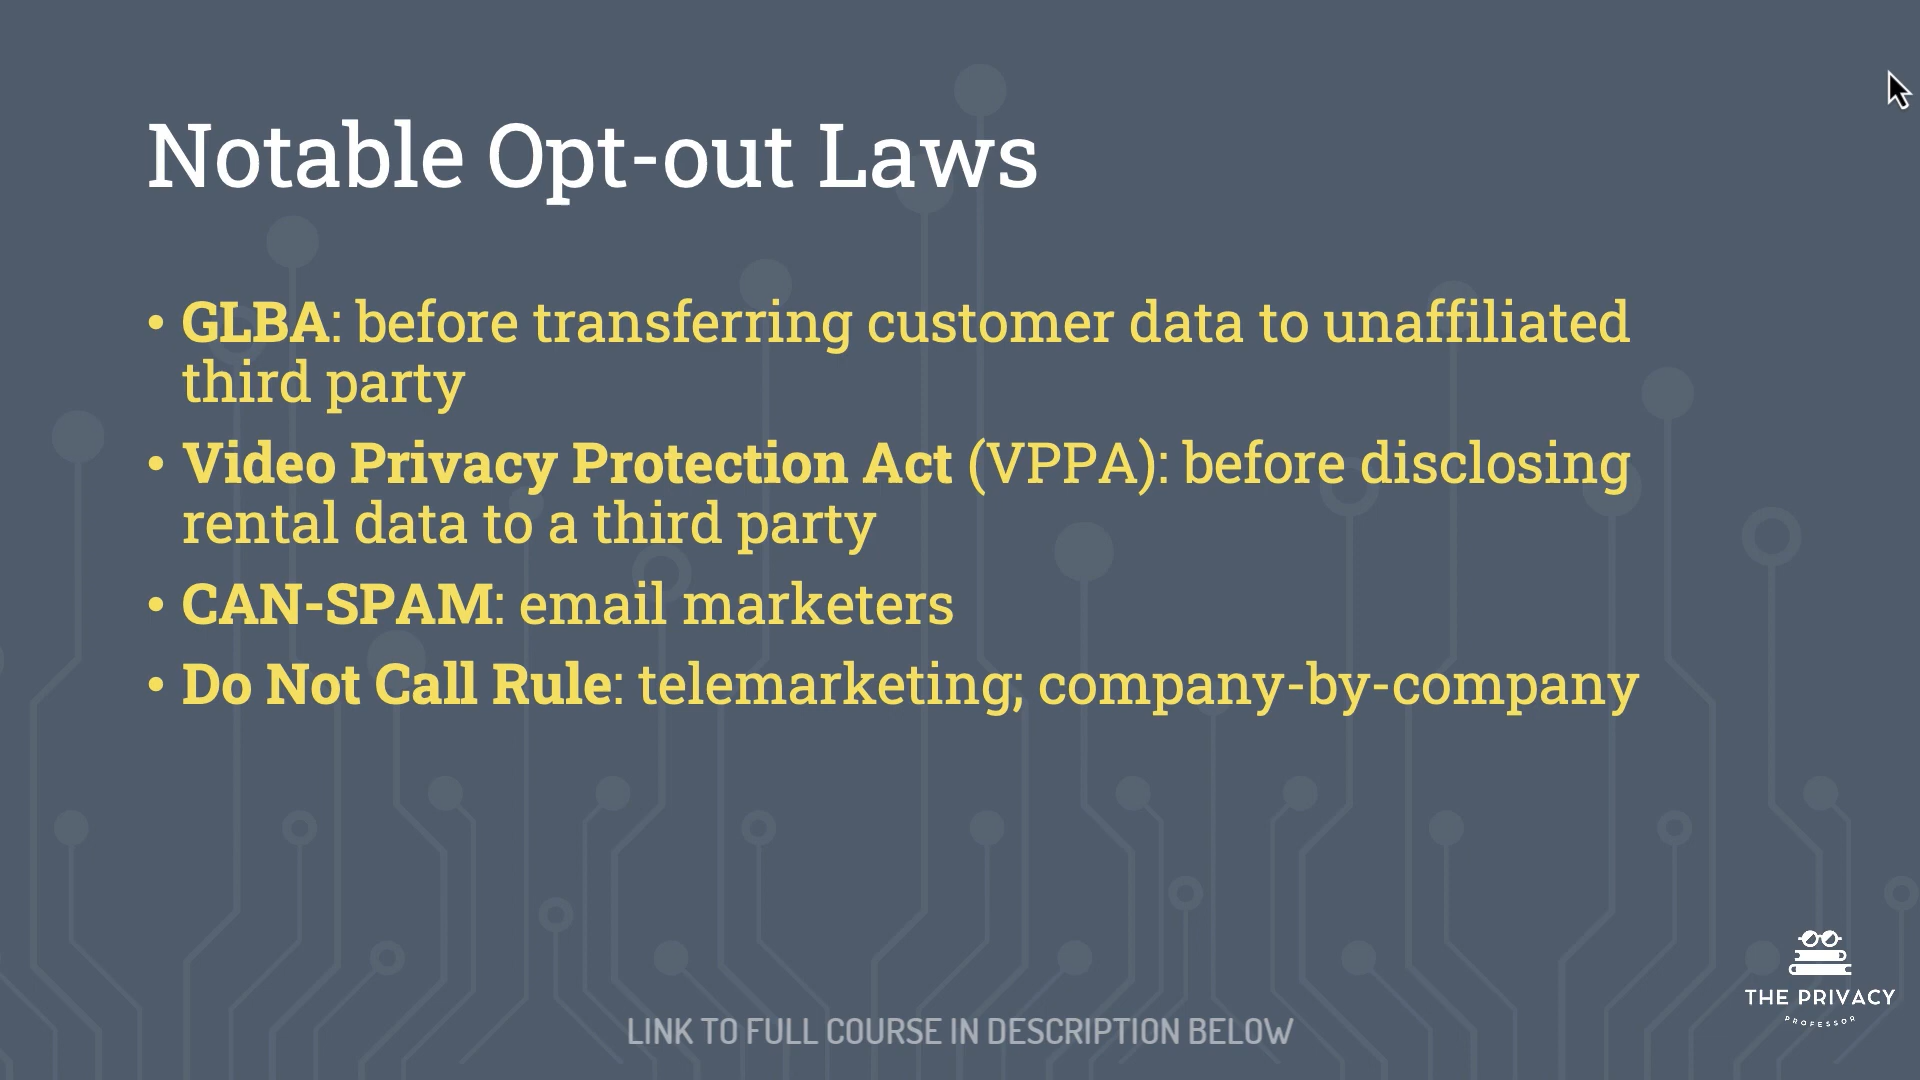 Notable Opt-out Laws
• GLBA: before transferring customer data to unaffiliated
third party
• Video Privacy Protection Act (VPPA): before disclosing
rental data to a third party
• CAN-SPAM: email marketers
• Do Not Call Rule: telemarketing; company-by-company
THE PRIVACY
PROFESSOR
LINK TO FULL COURSE IN DESCRIPTION BELOW